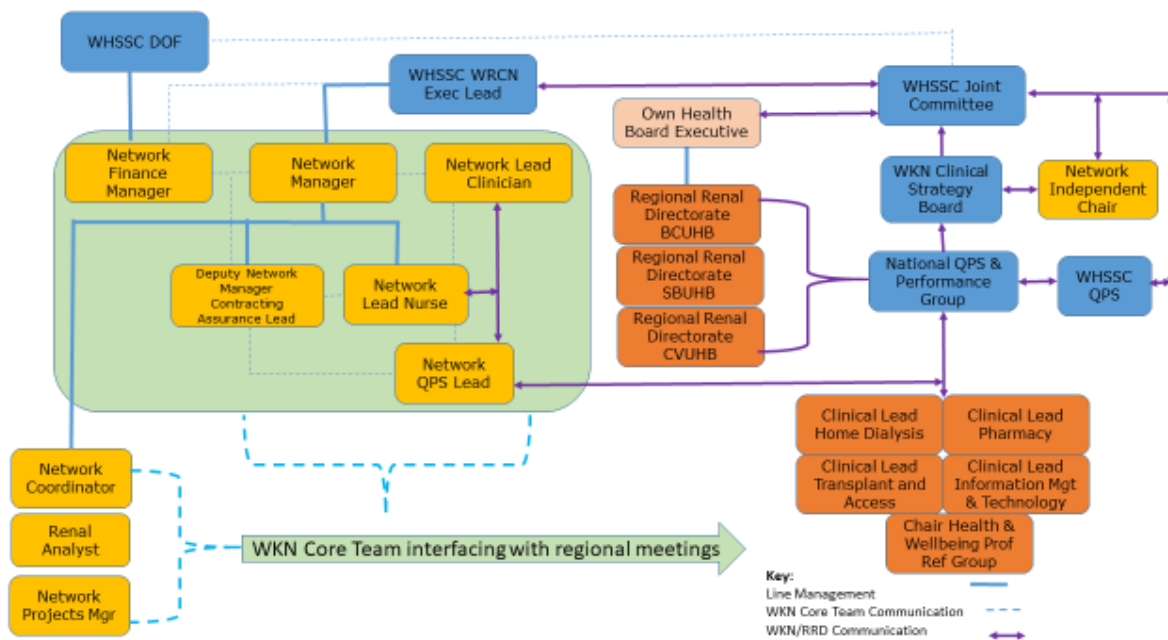 WHSSC DOF
WHSSC WRCN
Exec Lead
WHSSC Joint
Committee
Own Health
Board Executive
Network
Finance
Manager
Network
Manager
Network Lead
Clinician
WKN Clinical
Strategy
Board
Network
Independent
Chair
Regional Renal
Directorate
BCUHB
Regional Renal
Directorate
SBUHB
Regional Renal
Directorate
CVUHB
Deputy Network
Manager
Contracting
Assurance Lead
Network
Lead Nurse
National QPS &
Performance
Group
WHSSC
QPS
Network
QPS Lead
Clinical Lead
Home Dialysis
Clinical Lead
Pharmacy
Clinical Lead
Transplant and
Access
Clinical Lead
Information Mgt
& Technology
Chair Health &
Wellbeing Prof
Ref Group
Network
Coordinator
Renal
Analyst
Network
Projects Mgr
WKN Core Team interfacing with regional meetings
Key:
Line Management
WKN Core Team Communication
WKN/RRD Communication